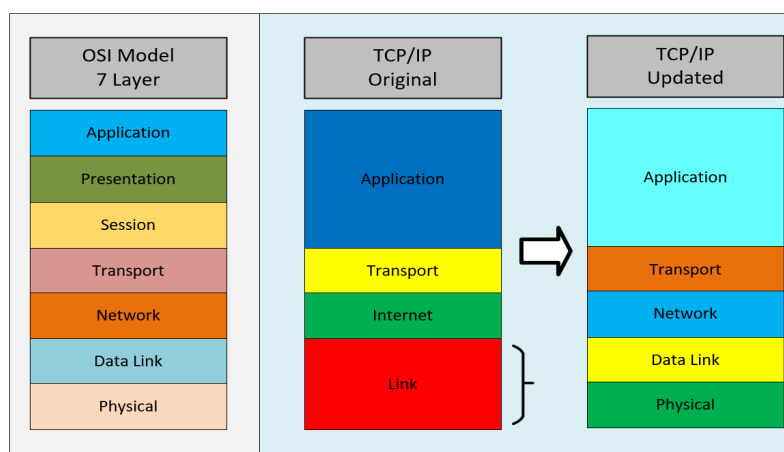 OSI Model
7 Layer
Application
Presentation
Session
Transport
Network
Data Link
Physical
TCP/IP
Original
Application
Transport
Internet
Link
TCP/IP
Updated
Application
Transport
Network
Data Link
Physical